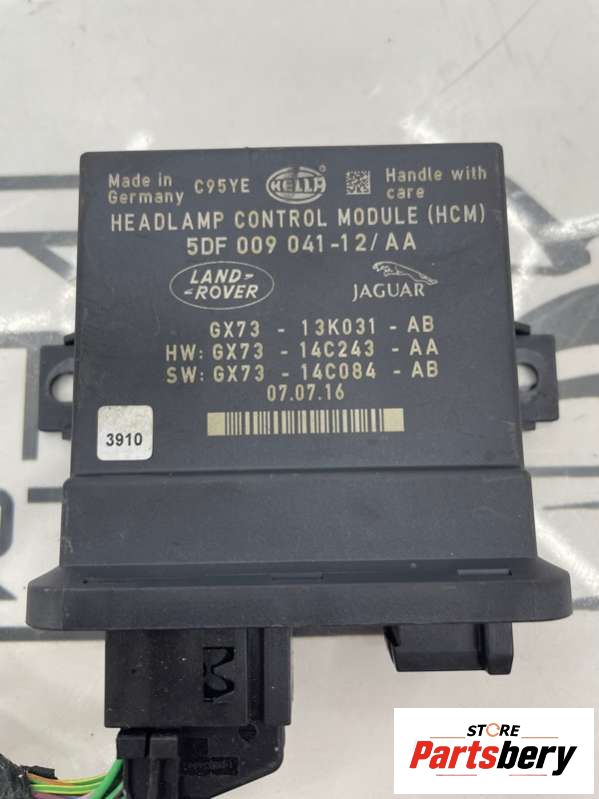 Made in
Germany
C95YE
HELLA
Handle with
care
HEADLAMP CONTROL MODULE (HCM)
5DF 009 041-12/AA
LAND-
-ROVER
JAGUAR
GX73 - 13K031 - AB
HW: GX73 - 14C243 - AA
SW: GX73 - 14C084 - AB
07.07.16
3910
STORE
Partsbery